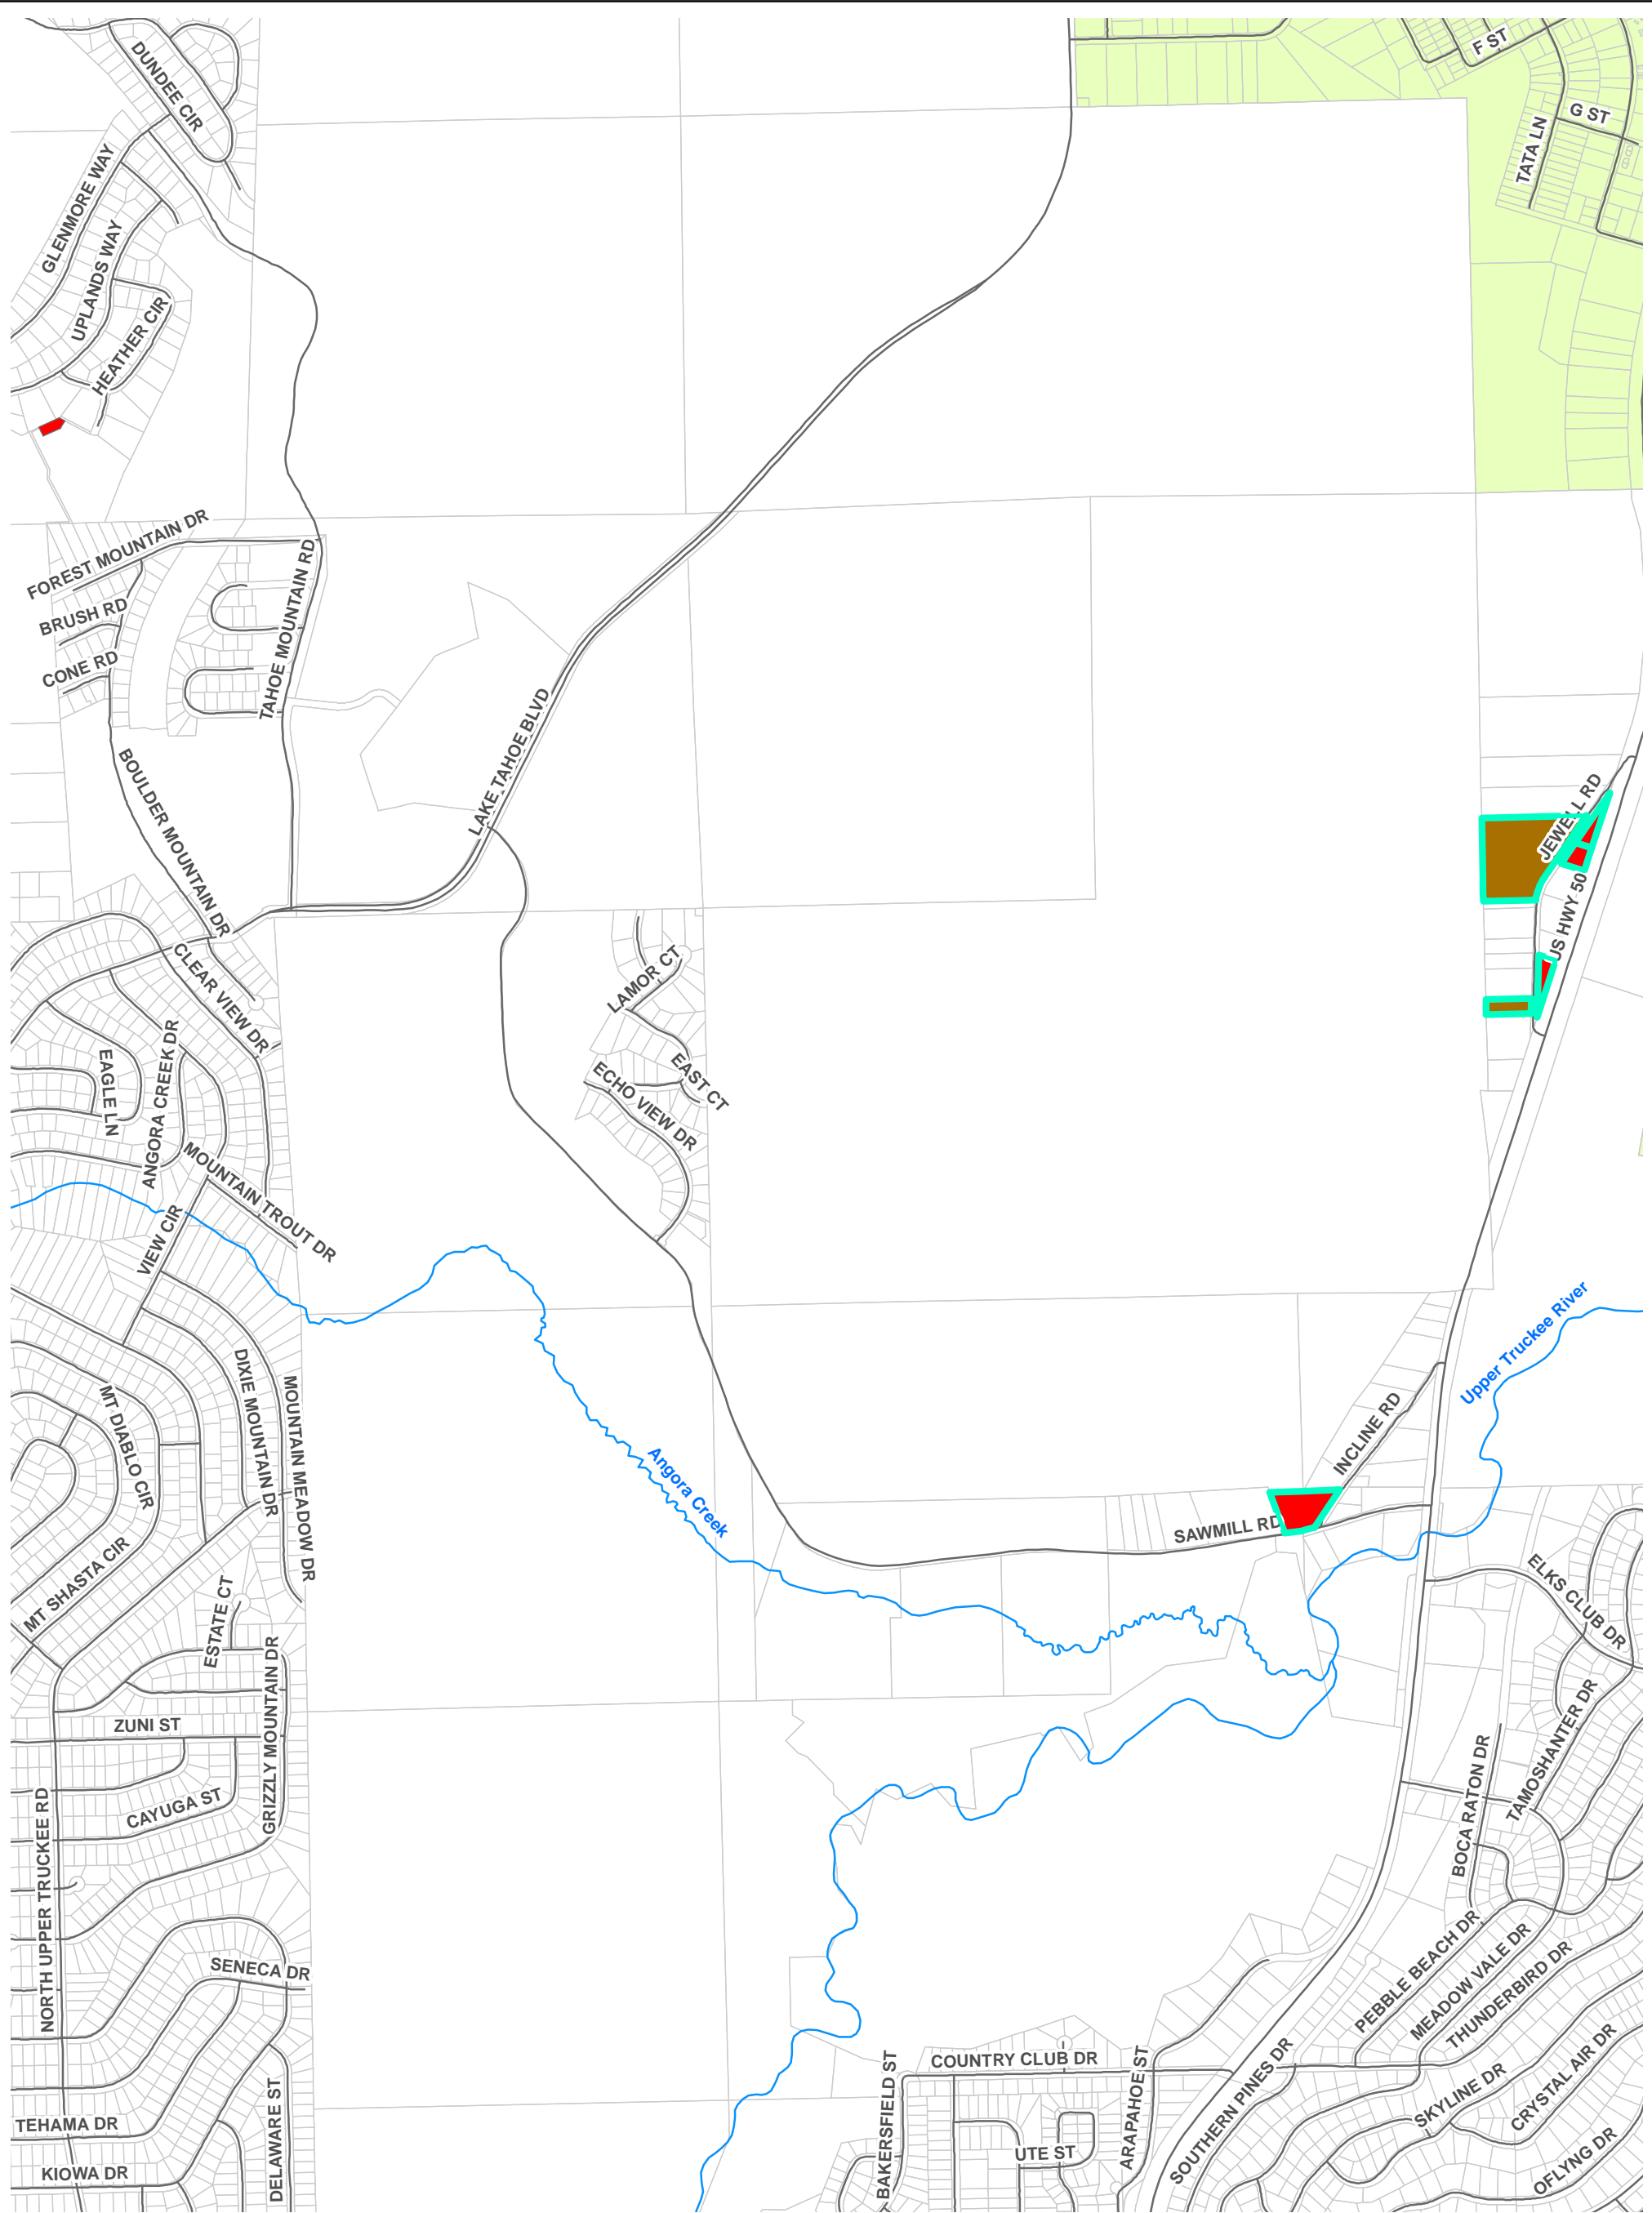 F ST
DUNDEE CIR
G ST
TATA LN
GLENMORE WAY
UPLANDS WAY
HEATHER CIR
FOREST MOUNTAIN DR
BRUSH RD
TAHOE MOUNTAIN RD
CONE RD
LAKE TAHOE BLVD
BOULDER MOUNTAIN DR
JEWELL RD
US HWY 50
CLEAR VIEW DR
LAMOR CT
EAGLE LN
ANGORA CREEK DR
EAST CT
ECHO VIEW DR
MOUNTAIN TROUT DR
VIEW CIR
Upper Truckee River
DIXIE MOUNTAIN DR
MOUNTAIN MEADOW DR
MT DIABLO CIR
INCLINE RD
Angora Creek
SAWMILL RD
MT SHASTA CIR
ESTATE CT
ELKS CLUB DR
GRIZZLY MOUNTAIN DR
ZUNI ST
TAMOSHANTER DR
BOCA RATON DR
CAYUGA ST
NORTH UPPER TRUCKEE RD
PEBBLE BEACH DR
MEADOW VALE DR
THUNDERBIRD DR
SENECA DR
COUNTRY CLUB DR
BAKERSFIELD ST
ARAPAHOE ST
SOUTHERN PINES DR
SKYLINE DR
CRYSTAL AIR DR
TEHAMA DR
DELAWARE ST
UTE ST
KIOWA DR
OFLYNG DR